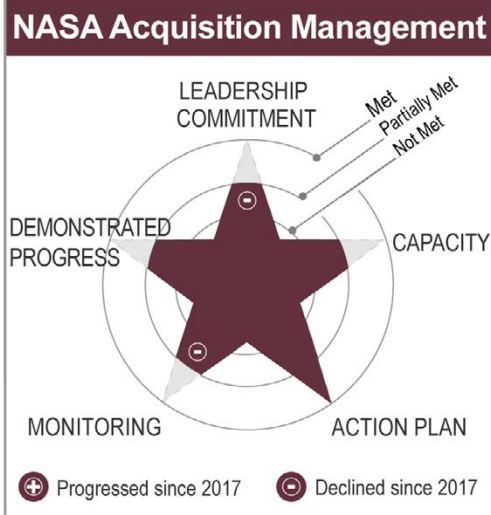 NASA Acquisition Management
LEADERSHIP
COMMITMENT
Met
Partially Met
Not Met
DEMONSTRATED
PROGRESS
CAPACITY
MONITORING
ACTION PLAN
Progressed since 2017
Declined since 2017